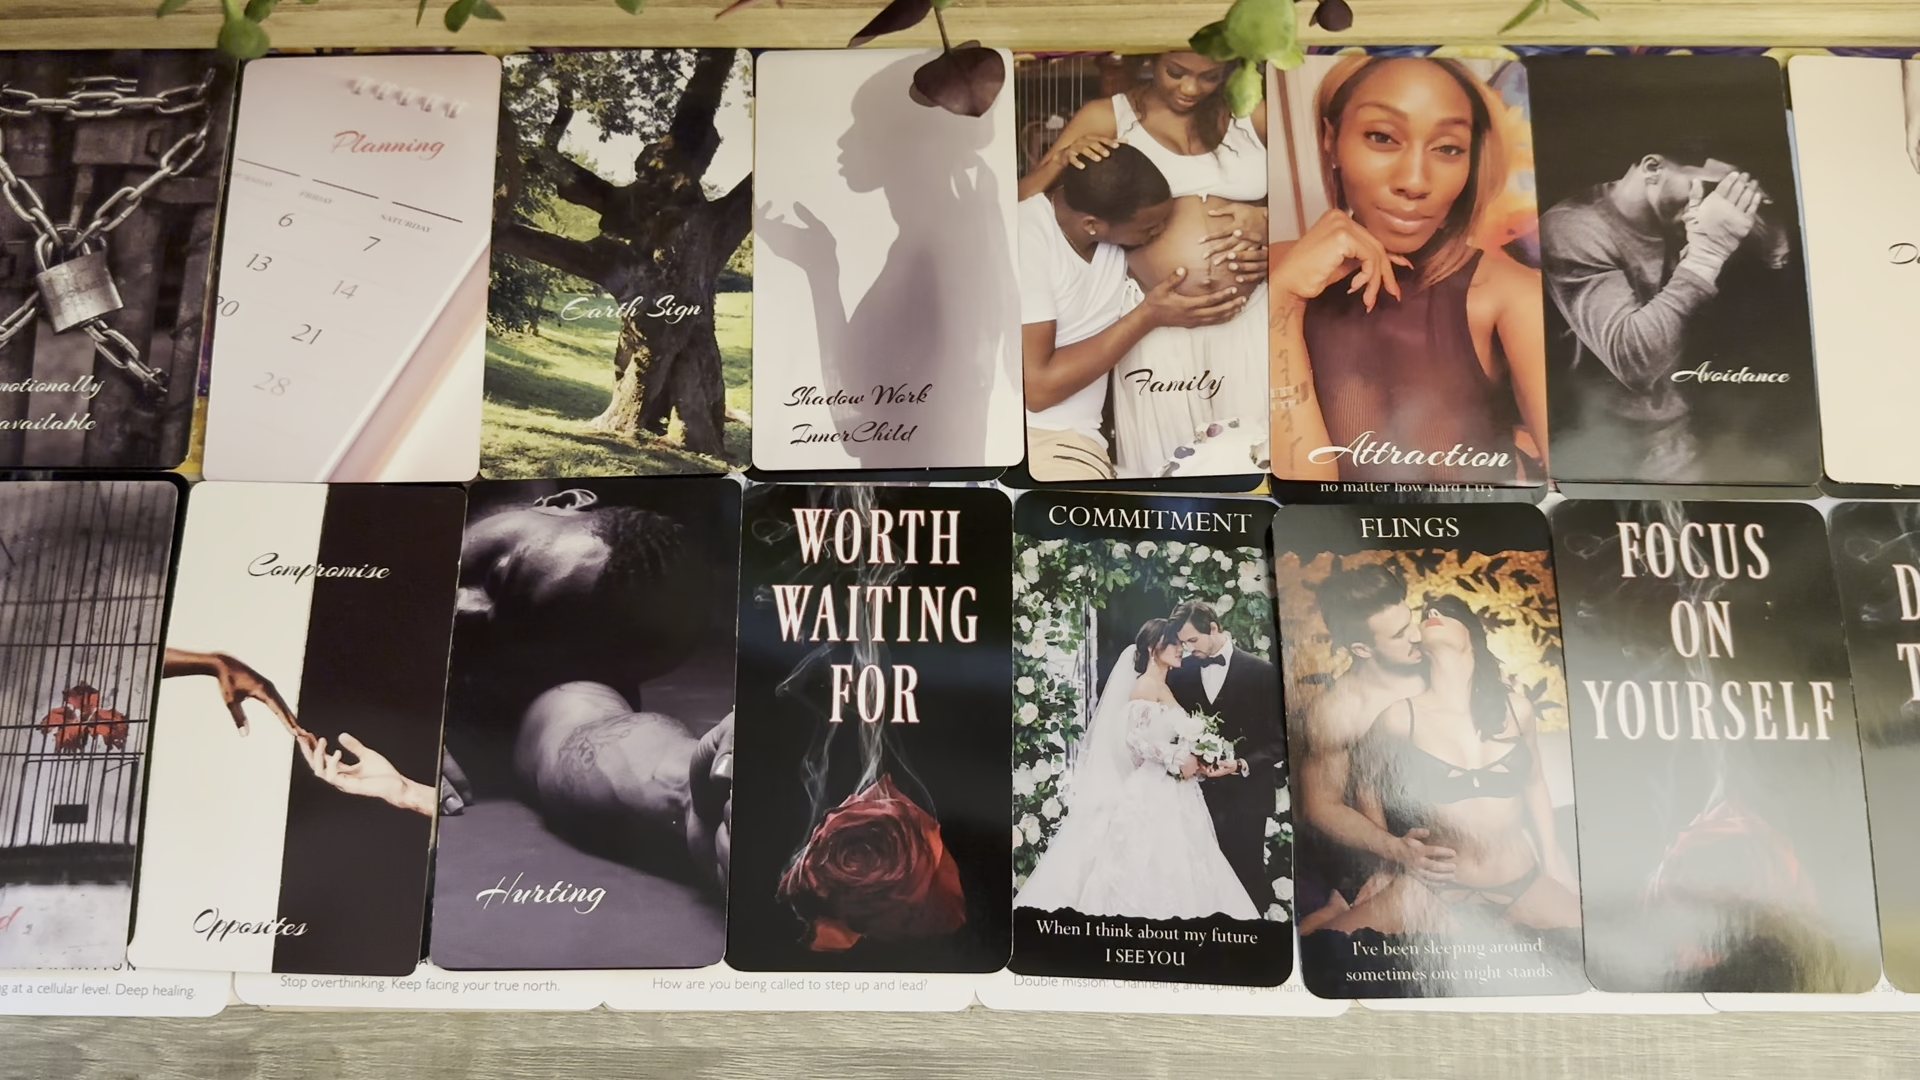 Planning
FRIDAY
SATURDAY
6
7
13
14
20
21
28
Earth Sign
Shadow Work
InnerChild
Family
Attraction
Avoidance
no matter how hard I try
Compromise
Opposites
Hurting
WORTH
WAITING
FOR
COMMITMENT
When I think about my future
I SEE YOU
FLINGS
I've been sleeping around
sometimes one night stands
FOCUS
ON
YOURSELF
g at a cellular level. Deep healing.
Stop overthinking. Keep facing your true north.
How are you being called to step up and lead?
Double mission: Channeling and uplifting